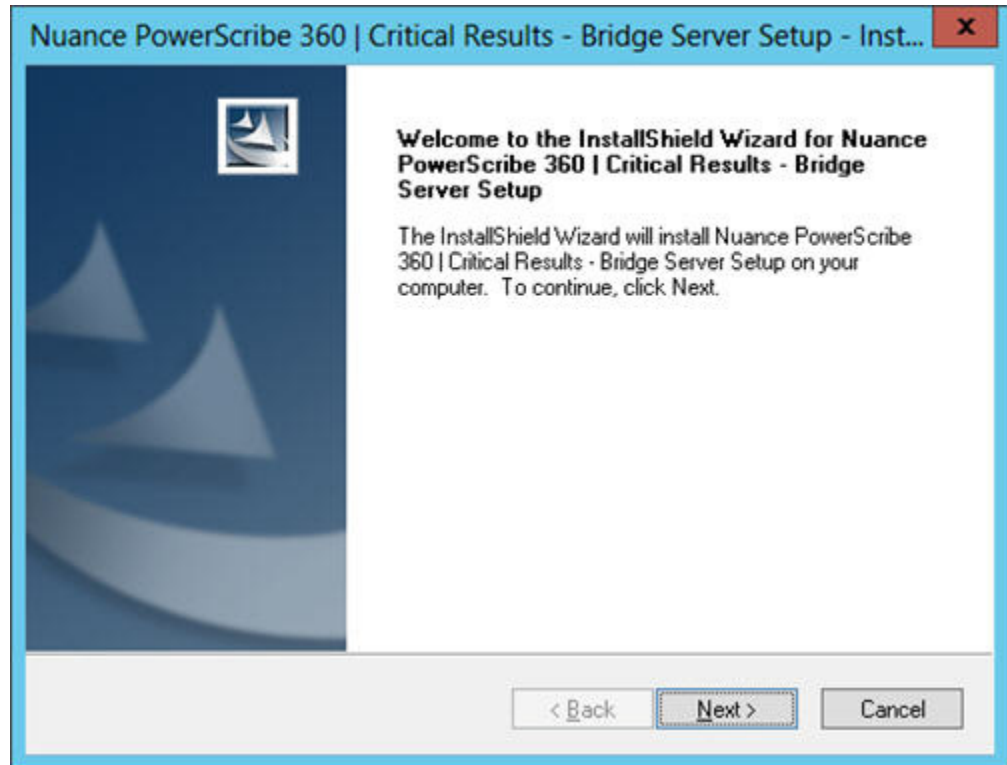 Nuance PowerScribe 360 | Critical Results - Bridge Server Setup - Inst...
x
Welcome to the InstallShield Wizard for Nuance
PowerScribe 360 | Critical Results - Bridge
Server Setup
The InstallShield Wizard will install Nuance PowerScribe
360 | Critical Results - Bridge Server Setup on your
computer. To continue, click Next.
< Back
Next >
Cancel